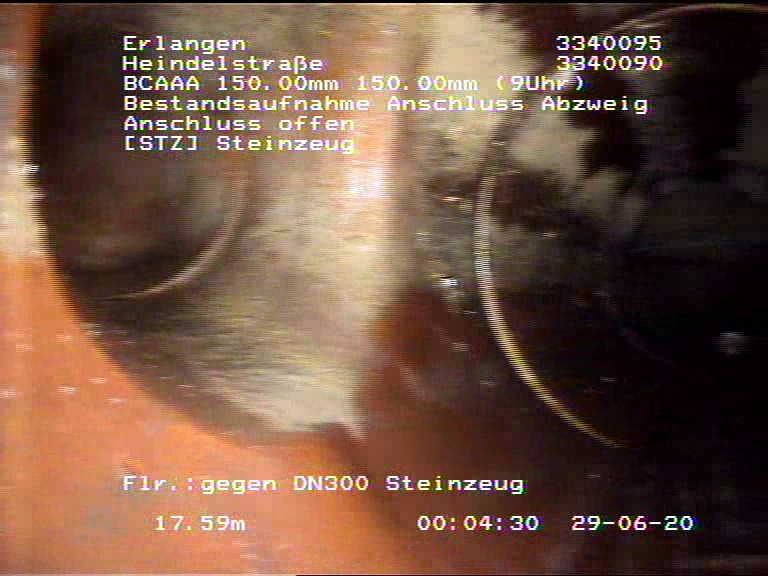 Erlangen 3340095
Heindelstraße 3340090
BCAAA 150.00mm 150.00mm (9Uhr)
Bestandsaufnahme Anschluss Abzweig
Anschluss offen
[STZ] Steinzeug
Flr.:gegen DN300 Steinzeug
17.59m 00:04:30 29-06-20